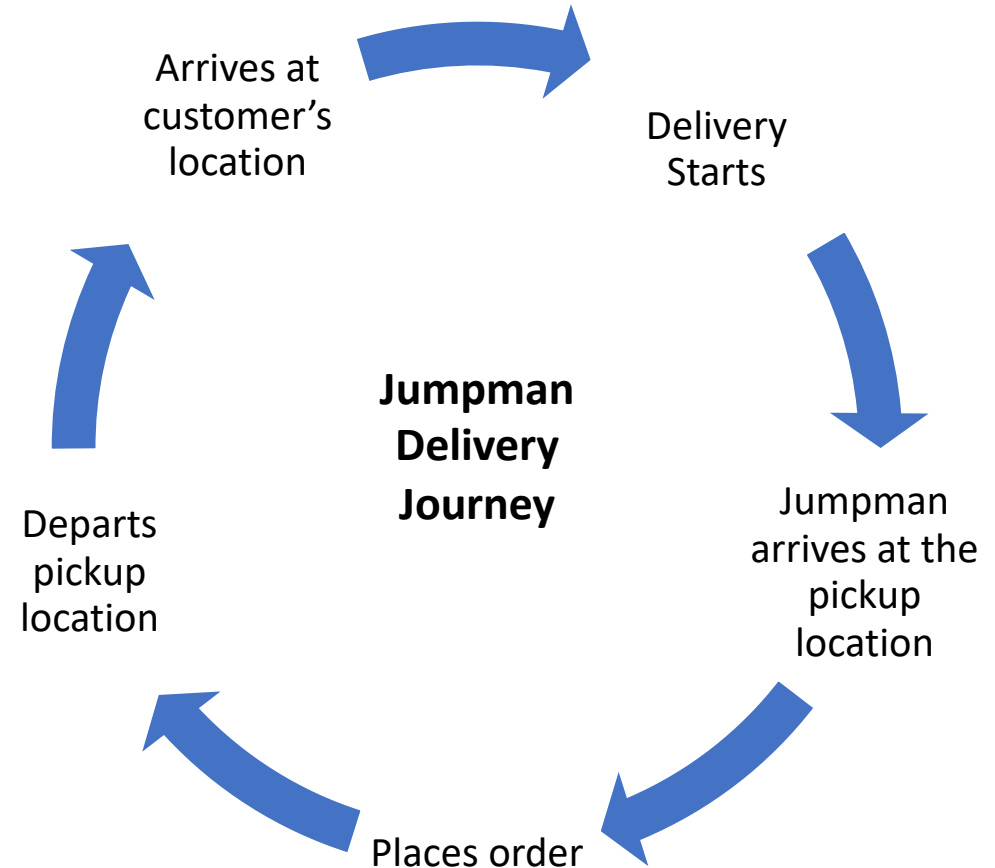 Arrives at
customer’s
location
Delivery
Starts
Jumpman
Delivery
Journey
Jumpman
arrives at the
pickup
location
Departs
pickup
location
Places order